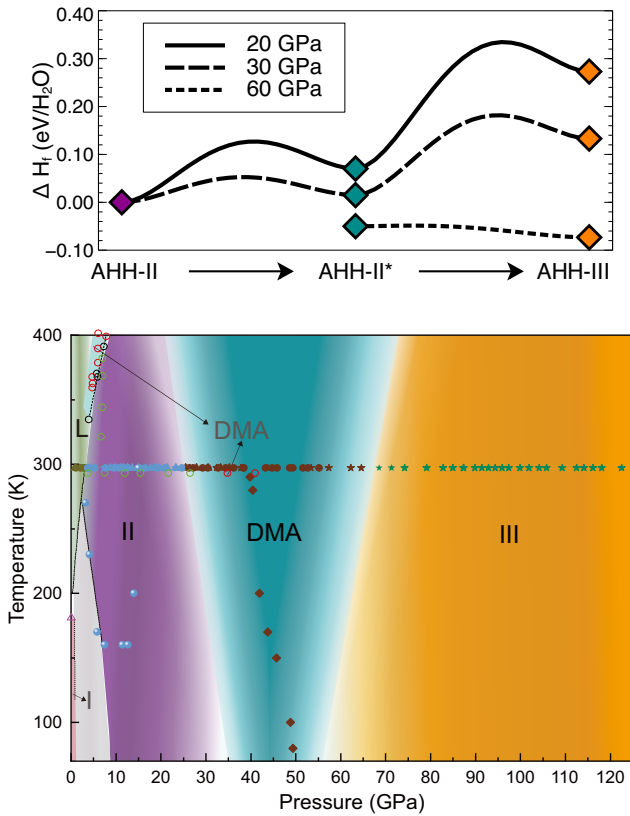 0.40
0.30
0.20
0.10
0.00
−0.10
Δ Hf (eV/H2O)
20 GPa
30 GPa
60 GPa
AHH-II
AHH-II*
AHH-III
400
300
200
100
Temperature (K)
L
DMA
II
DMA
III
I
0 10 20 30 40 50 60 70 80 90 100 110 120
Pressure (GPa)